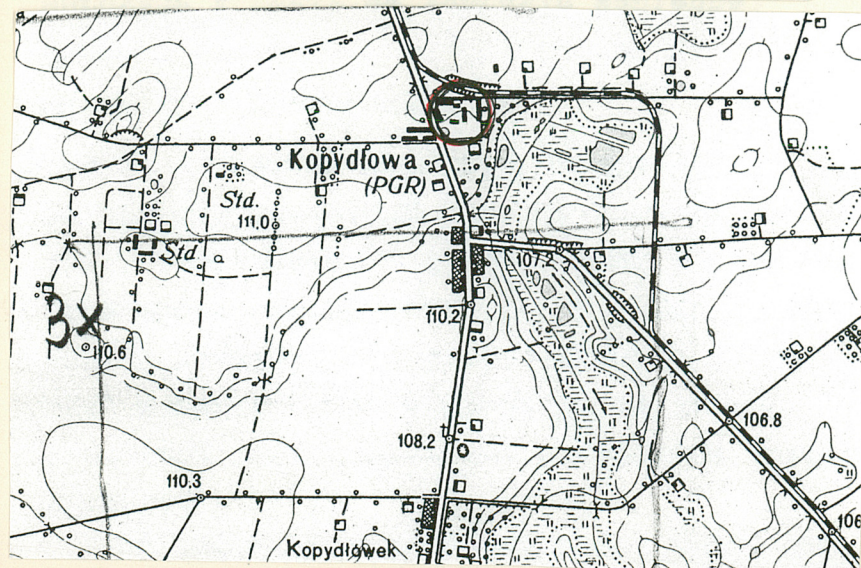 Kopydłowa
(PGR)
Std.
111,0
Std
107,2
110,2
3x
110.6
106.8
108,2
110,3
106
Kopydłówek